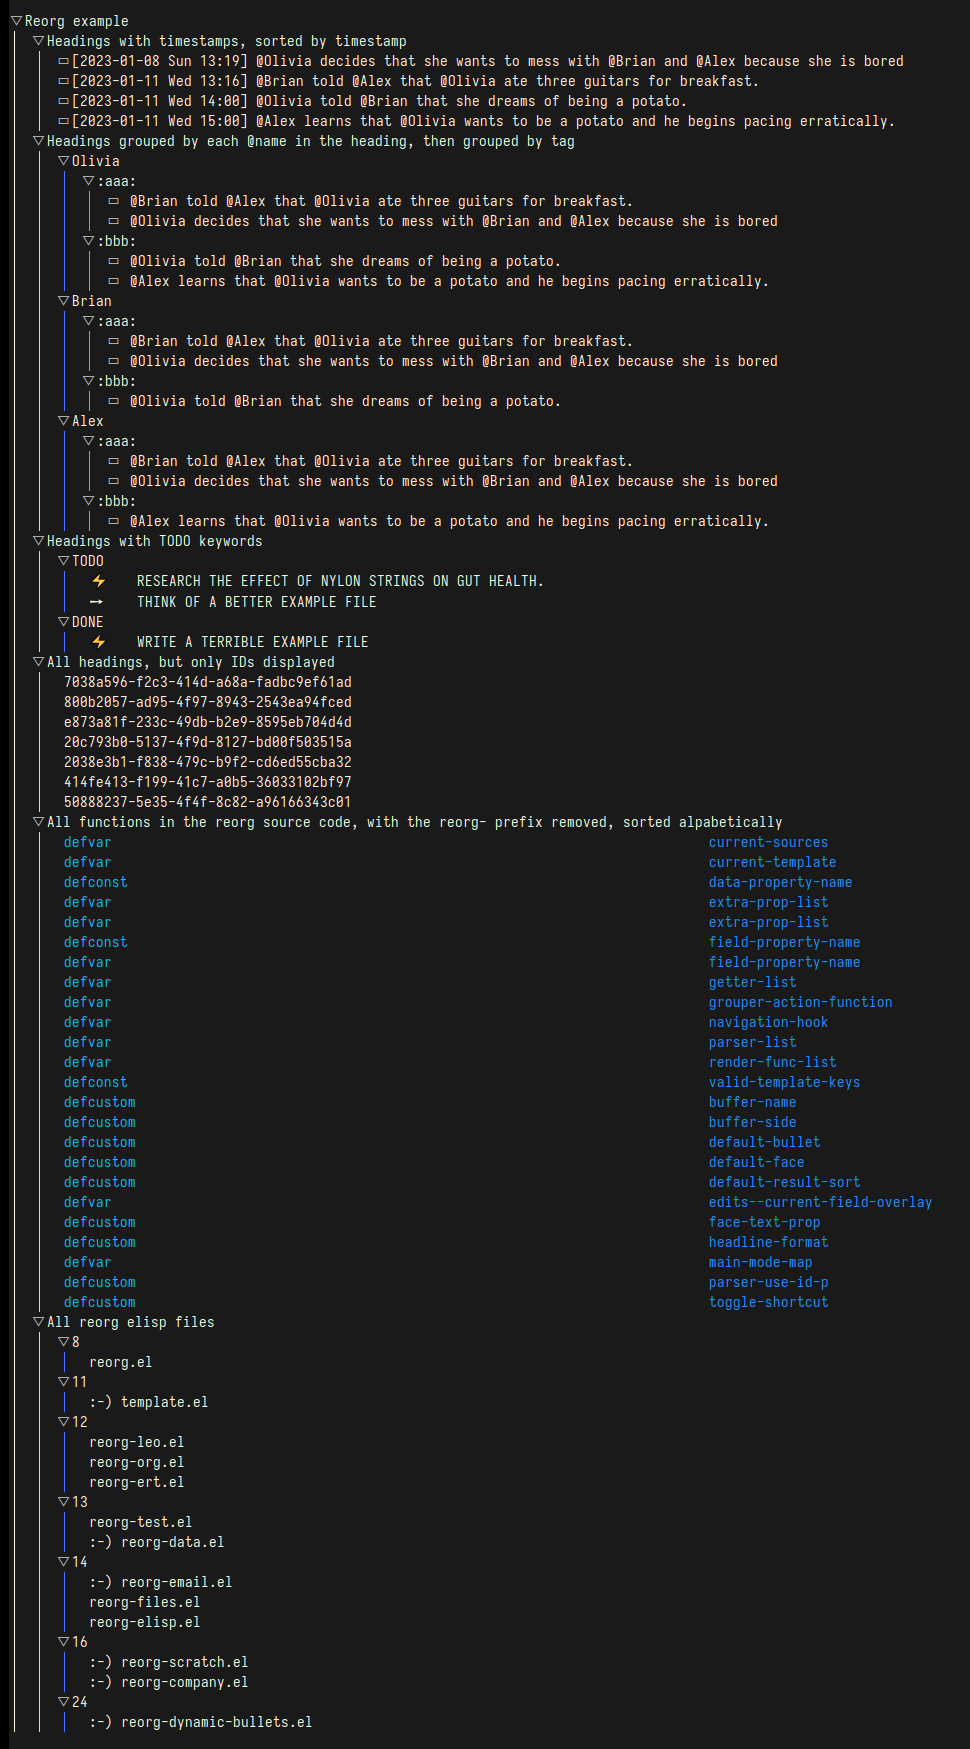 Reorg example
Headings with timestamps, sorted by timestamp
[2023-01-08 Sun 13:19] @Olivia decides that she wants to mess with @Brian and @Alex because she is bored
[2023-01-11 Wed 13:16] @Brian told @Alex that @Olivia ate three guitars for breakfast.
[2023-01-11 Wed 14:00] @Olivia told @Brian that she dreams of being a potato.
[2023-01-11 Wed 15:00] @Alex learns that @Olivia wants to be a potato and he begins pacing erratically.
Headings grouped by each @name in the heading, then grouped by tag
Olivia
:aaa:
@Brian told @Alex that @Olivia ate three guitars for breakfast.
@Olivia decides that she wants to mess with @Brian and @Alex because she is bored
:bbb:
@Olivia told @Brian that she dreams of being a potato.
@Alex learns that @Olivia wants to be a potato and he begins pacing erratically.
Brian
:aaa:
@Brian told @Alex that @Olivia ate three guitars for breakfast.
@Olivia decides that she wants to mess with @Brian and @Alex because she is bored
:bbb:
@Olivia told @Brian that she dreams of being a potato.
Alex
:aaa:
@Brian told @Alex that @Olivia ate three guitars for breakfast.
@Olivia decides that she wants to mess with @Brian and @Alex because she is bored
:bbb:
@Alex learns that @Olivia wants to be a potato and he begins pacing erratically.
Headings with TODO keywords
TODO
⚡ RESEARCH THE EFFECT OF NYLON STRINGS ON GUT HEALTH.
→ THINK OF A BETTER EXAMPLE FILE
DONE
⚡ WRITE A TERRIBLE EXAMPLE FILE
All headings, but only IDs displayed
7038a596-f2c3-414d-a68a-fadbc9ef61ad
800b2057-ad95-4f97-8943-2543ea94fced
e873a81f-233c-49db-b2e9-8595eb704d4d
20c793b0-5137-4f9d-8127-bd00f503515a
2038e3b1-f838-479c-b9f2-cd6ed55cba32
414fe413-f199-41c7-a0b5-36033102bf97
50888237-5e35-4f4f-8c82-a96166343c01
All functions in the reorg source code, with the reorg- prefix removed, sorted alpabetically
defvar current-sources
defvar current-template
defconst data-property-name
defvar extra-prop-list
defvar extra-prop-list
defconst field-property-name
defvar field-property-name
defvar getter-list
defvar grouper-action-function
defvar navigation-hook
defvar parser-list
defvar render-func-list
defconst valid-template-keys
defcustom buffer-name
defcustom buffer-side
defcustom default-bullet
defcustom default-face
defcustom default-result-sort
defvar edits--current-field-overlay
defcustom face-text-prop
defcustom headline-format
defvar main-mode-map
defcustom parser-use-id-p
defcustom toggle-shortcut
All reorg elisp files
8
reorg.el
11
:-) template.el
12
reorg-leo.el
reorg-org.el
reorg-ert.el
13
reorg-test.el
:-) reorg-data.el
14
:-) reorg-email.el
reorg-files.el
reorg-elisp.el
16
:-) reorg-scratch.el
:-) reorg-company.el
24
:-) reorg-dynamic-bullets.el